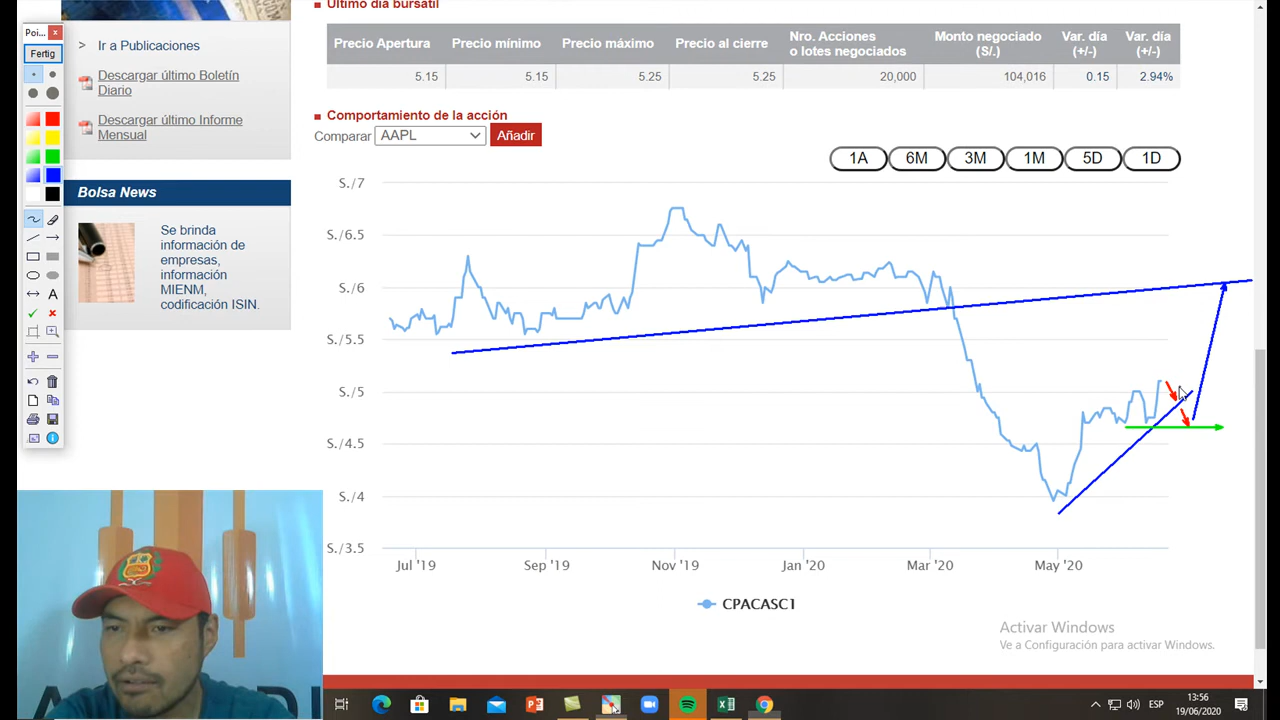 Último día bursátil
Poi...
Fertig
A
> Ir a Publicaciones
Descargar último Boletín
Diario
Descargar último Informe
Mensual
Bolsa News
Se brinda
información de
empresas,
información
MIENM,
codificación ISIN.
Precio Apertura Precio mínimo Precio máximo Precio al cierre Nro. Acciones o lotes negociados Monto negociado (S/.) Var. día (+/-) Var. día (+/-)
5.15 5.15 5.25 5.25 20,000 104,016 0.15 2.94%
Comportamiento de la acción
Comparar AAPL Añadir
1A 6M 3M 1M 5D 1D
S./7
S./6.5
S./6
S./5.5
S./5
S./4.5
S./4
S./3.5
Jul '19 Sep '19 Nov '19 Jan '20 Mar '20 May '20
CPACASC1
Activar Windows
Ve a Configuración para activar Windows.
ESP
13:56
19/06/2020